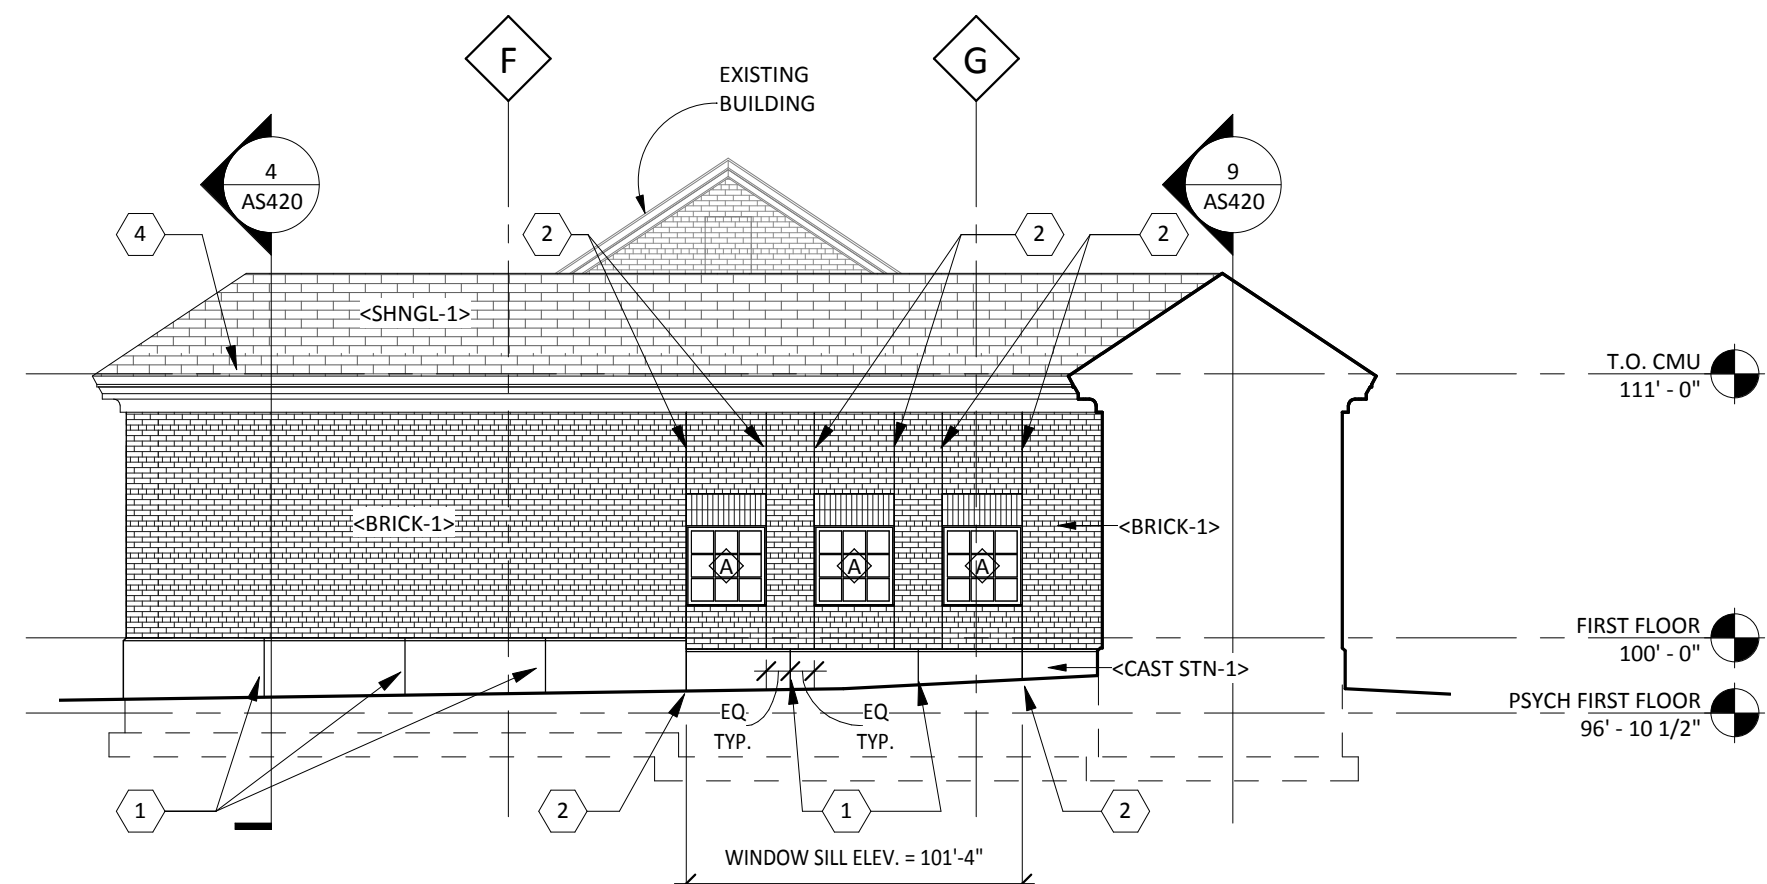 F
G
EXISTING
BUILDING
4
AS420
9
AS420
4
2
2
2
<SHNGL-1>
T.O. CMU
111' - 0"
<BRICK-1>
<BRICK-1>
A
A
A
FIRST FLOOR
100' - 0"
<CAST STN-1>
PSYCH FIRST FLOOR
96' - 10 1/2"
EQ
TYP.
EQ
TYP.
1
2
1
2
WINDOW SILL ELEV. = 101'-4"